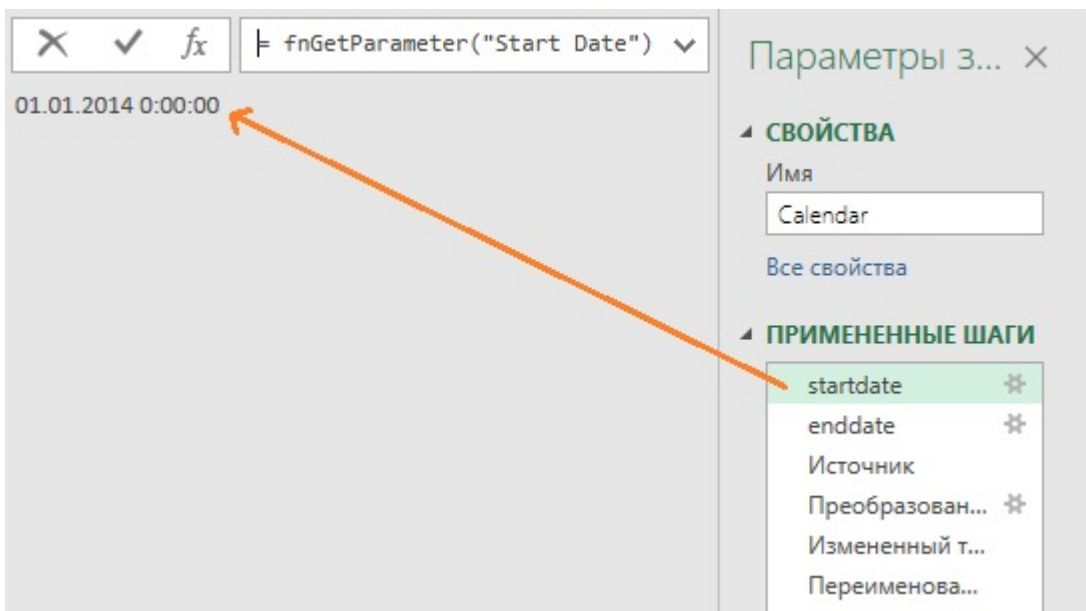 fx
= fnGetParameter("Start Date")
01.01.2014 0:00:00
Параметры з...
СВОЙСТВА
Имя
Calendar
Все свойства
ПРИМЕНЕННЫЕ ШАГИ
startdate
enddate
Источник
Преобразован...
Измененный т...
Переименова...